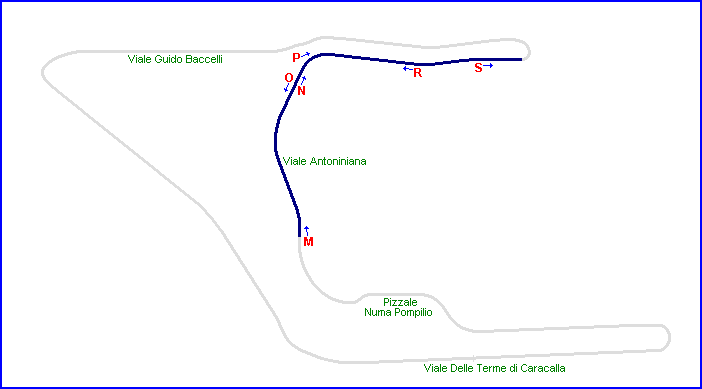 P
Viale Guido Baccelli
S
R
O
N
Viale Antoniniana
M
Pizzale
Numa Pompilio
Viale Delle Terme di Caracalla